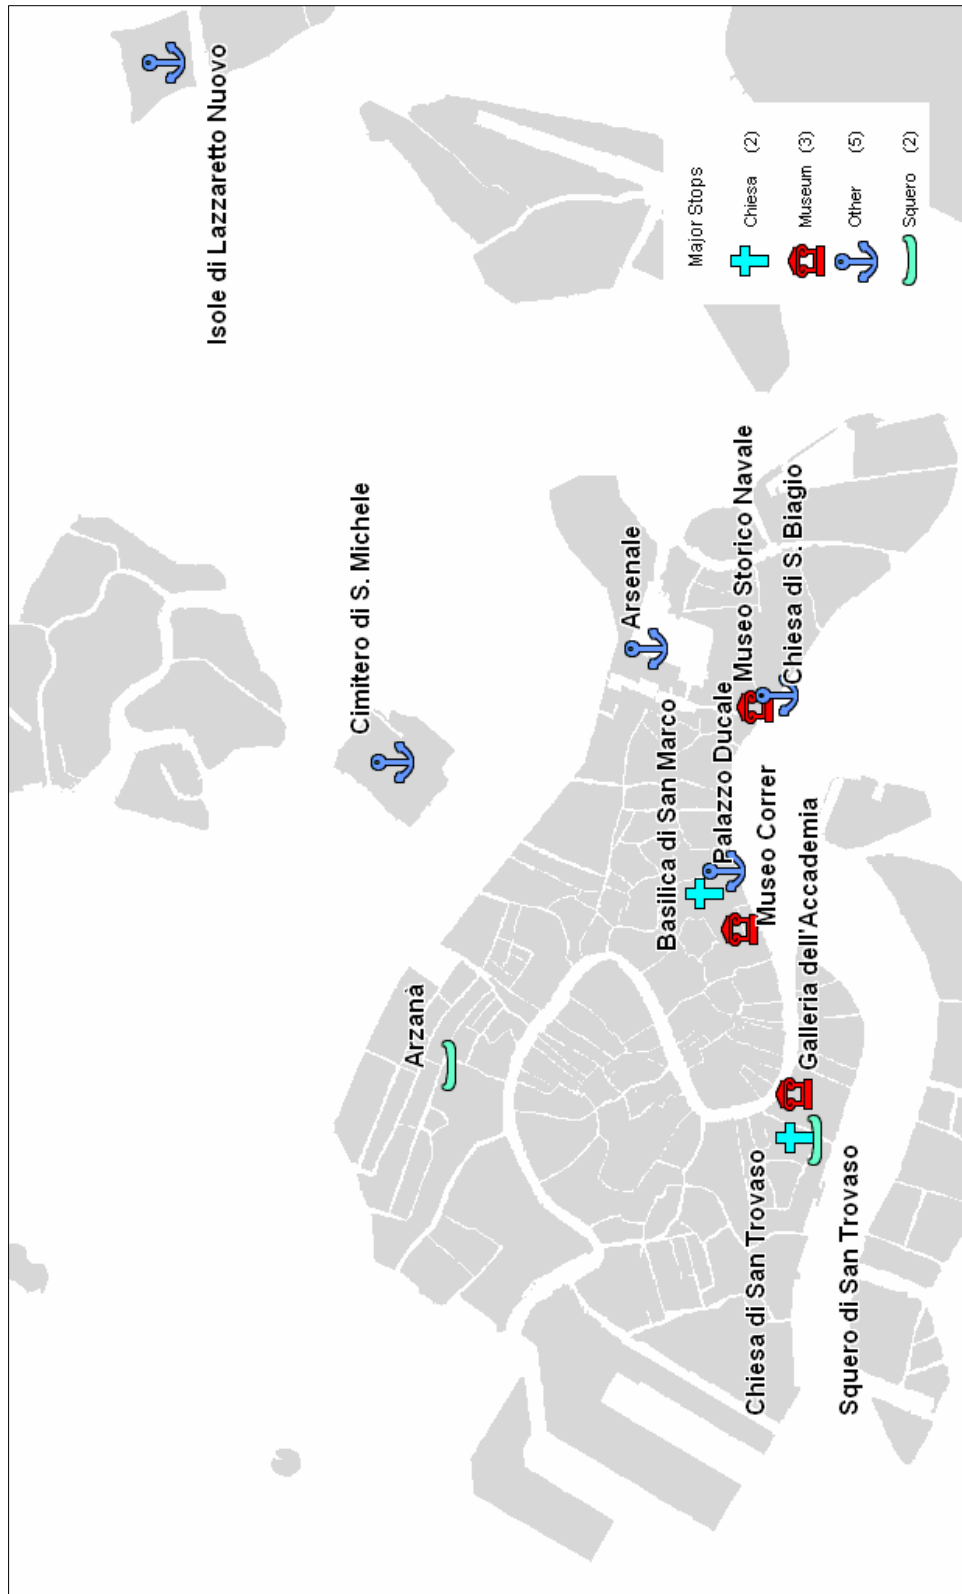 Isole di Lazzaretto Nuovo
Cimitero di S. Michele
Arsenale
Museo Storico Navale
Chiesa di S. Biagio
Basilica di San Marco
Palazzo Ducale
Museo Correr
Arzanà
Galleria dell'Accademia
Chiesa di San Trovaso
Squero di San Trovaso
Major Stops
Chiesa (2)
Museum (3)
Other (5)
Squero (2)